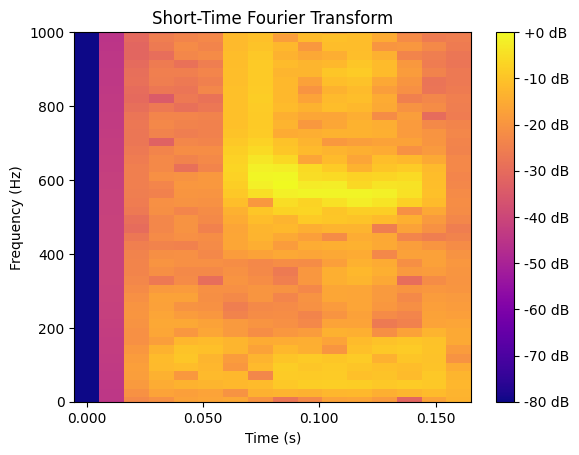 Short-Time Fourier Transform
1000
800
600
400
200
0
Frequency (Hz)
0.000
0.050
0.100
0.150
Time (s)
+0 dB
-10 dB
-20 dB
-30 dB
-40 dB
-50 dB
-60 dB
-70 dB
-80 dB